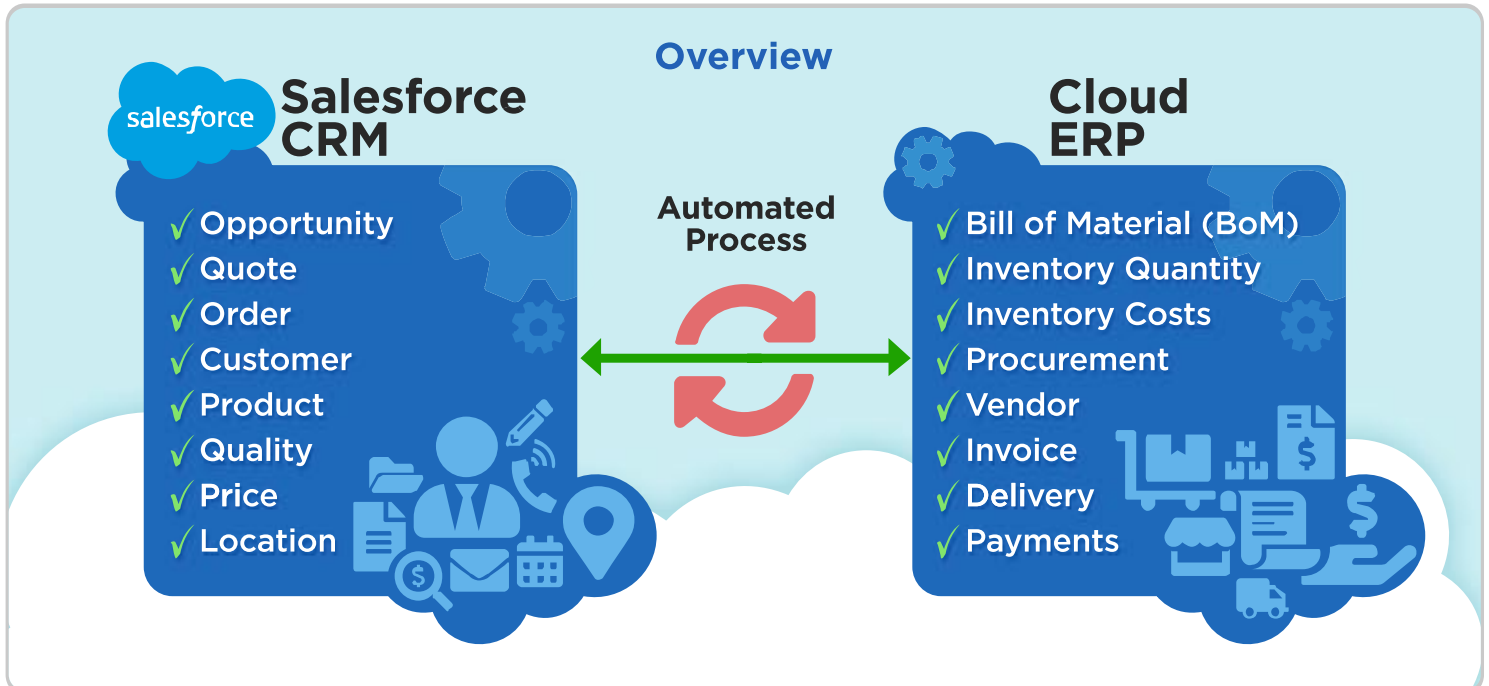 Overview
salesforce
Salesforce
CRM
Opportunity
Quote
Order
Customer
Product
Quality
Price
Location
Automated
Process
Cloud
ERP
Bill of Material (BoM)
Inventory Quantity
Inventory Costs
Procurement
Vendor
Invoice
Delivery
Payments
$
$
$